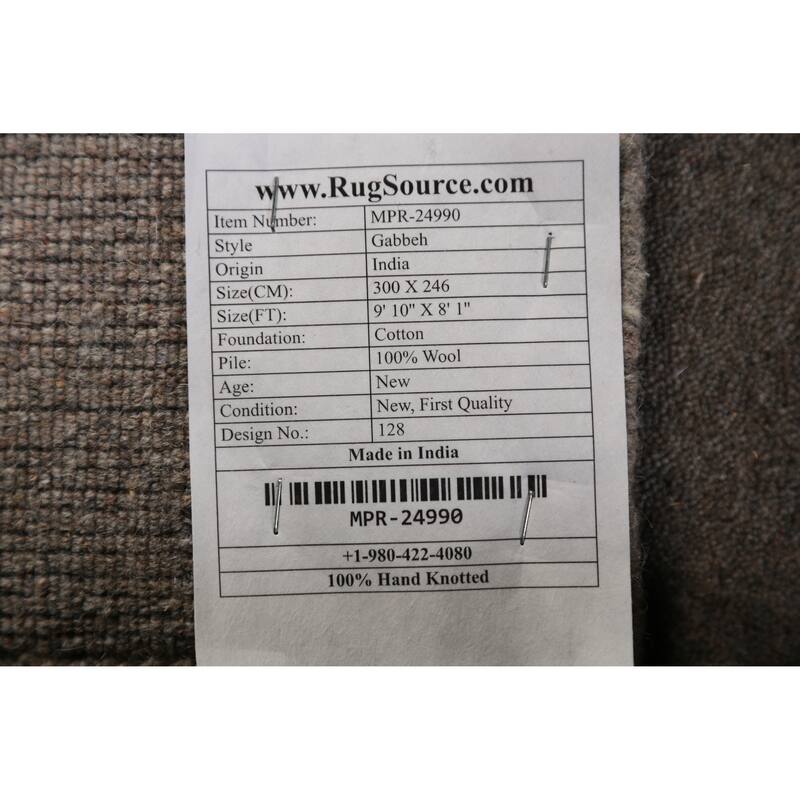 www.RugSource.com
Item Number: MPR-24990
Style Gabbeh
Origin India
Size(CM): 300 X 246
Size(FT): 9' 10" X 8' 1"
Foundation: Cotton
Pile: 100% Wool
Age: New
Condition: New, First Quality
Design No.: 128
Made in India
MPR-24990
+1-980-422-4080
100% Hand Knotted